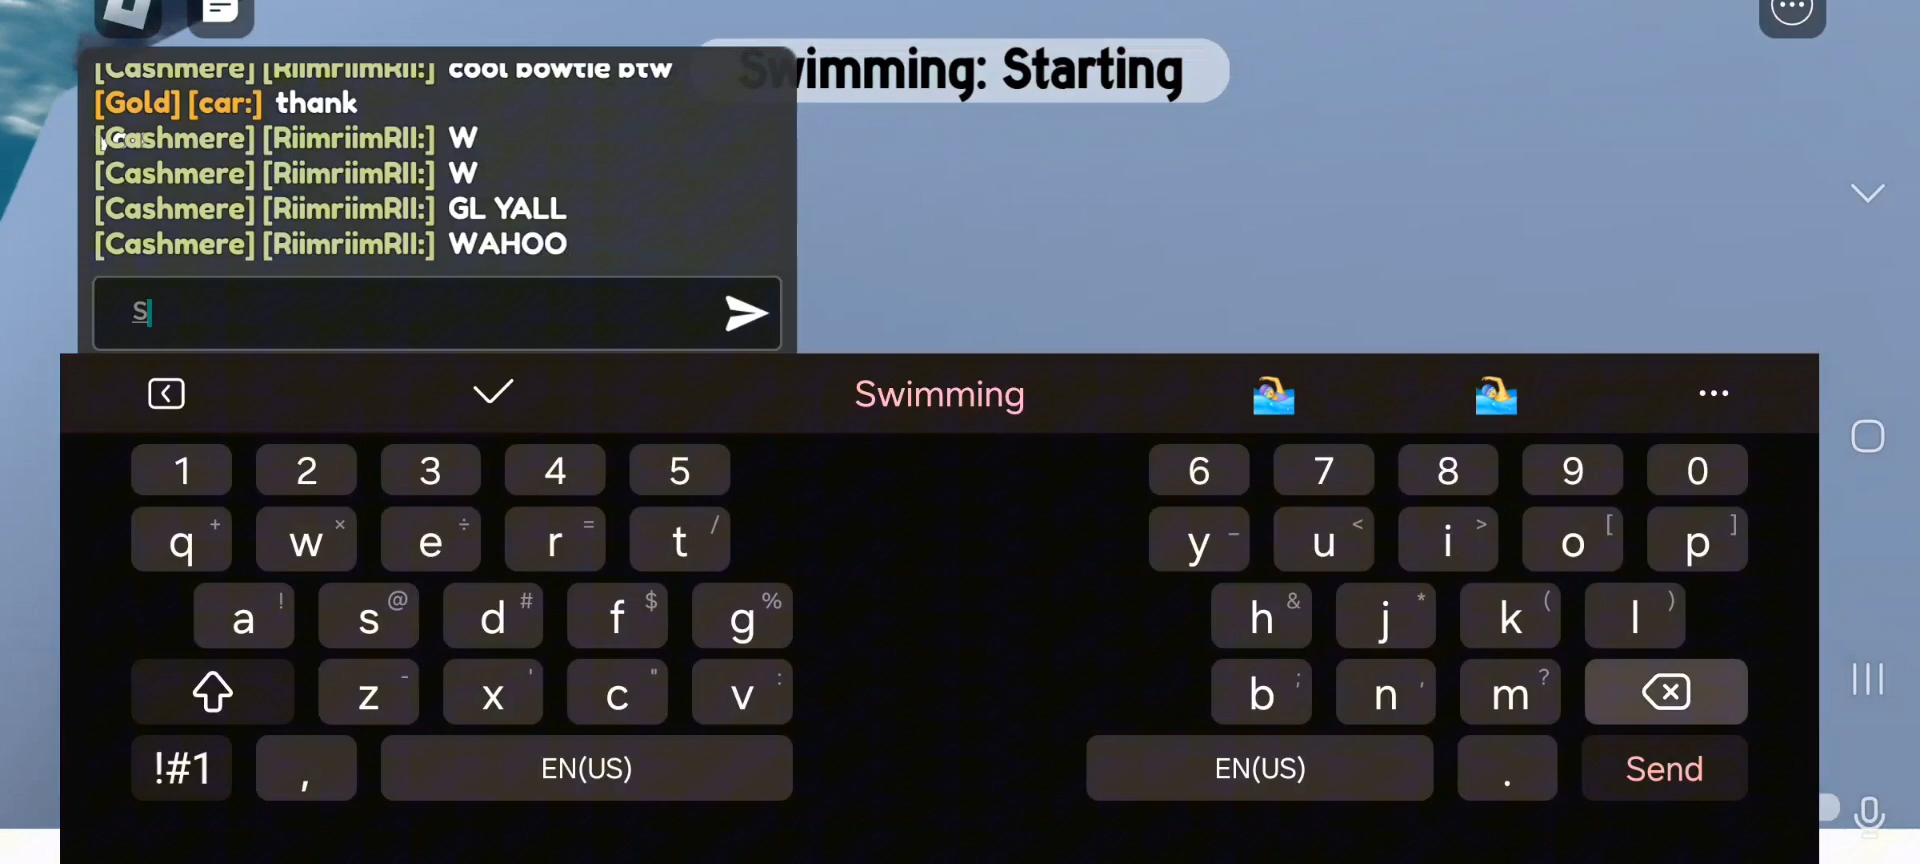 Swimming: Starting
[Cashmere] [RiimriimRII:] cool bowtie btw
[Gold] [car:] thank
[Cashmere] [RiimriimRII:] W
[Cashmere] [RiimriimRII:] W
[Cashmere] [RiimriimRII:] GL YALL
[Cashmere] [RiimriimRII:] WAHOO
S
Swimming
1 2 3 4 5 6 7 8 9 0
q + w × e ÷ r = t / y _ u < i > o [ p ]
a ! s @ d # f $ g % h & j * k ( l )
z - x ' c " v : b ; n , m ?
!#1 , EN(US) EN(US) . Send